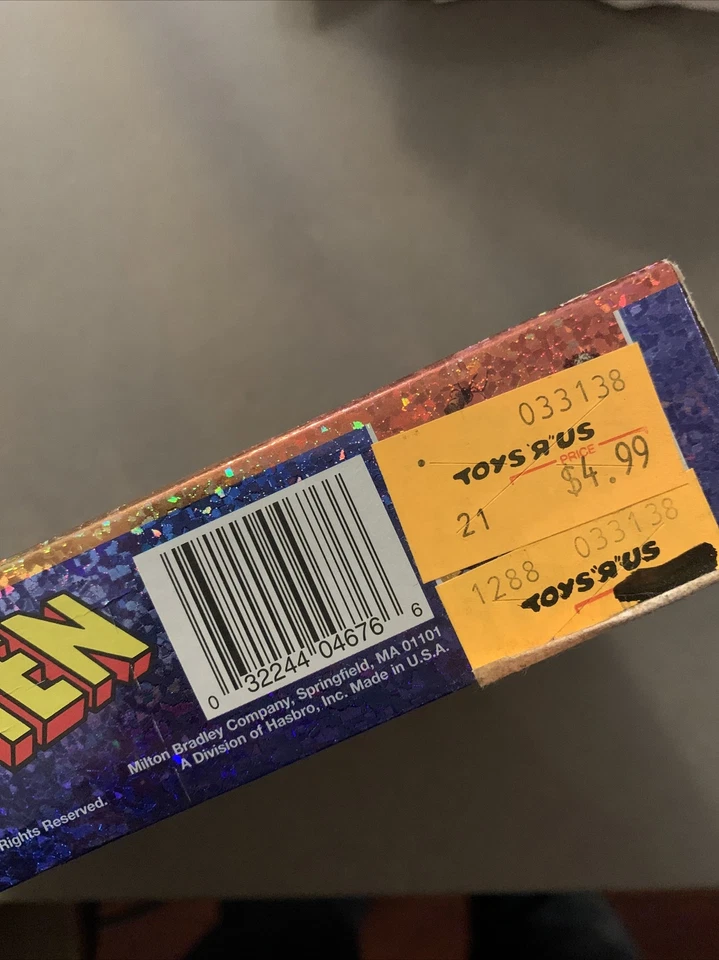 033138
TOYS"R"US
PRICE
$4.99
21
1288 033138
TOYS"R"US
0 32244 04676 6
Milton Bradley Company, Springfield, MA 01101
A Division of Hasbro, Inc. Made in U.S.A.
EN
Rights Reserved.